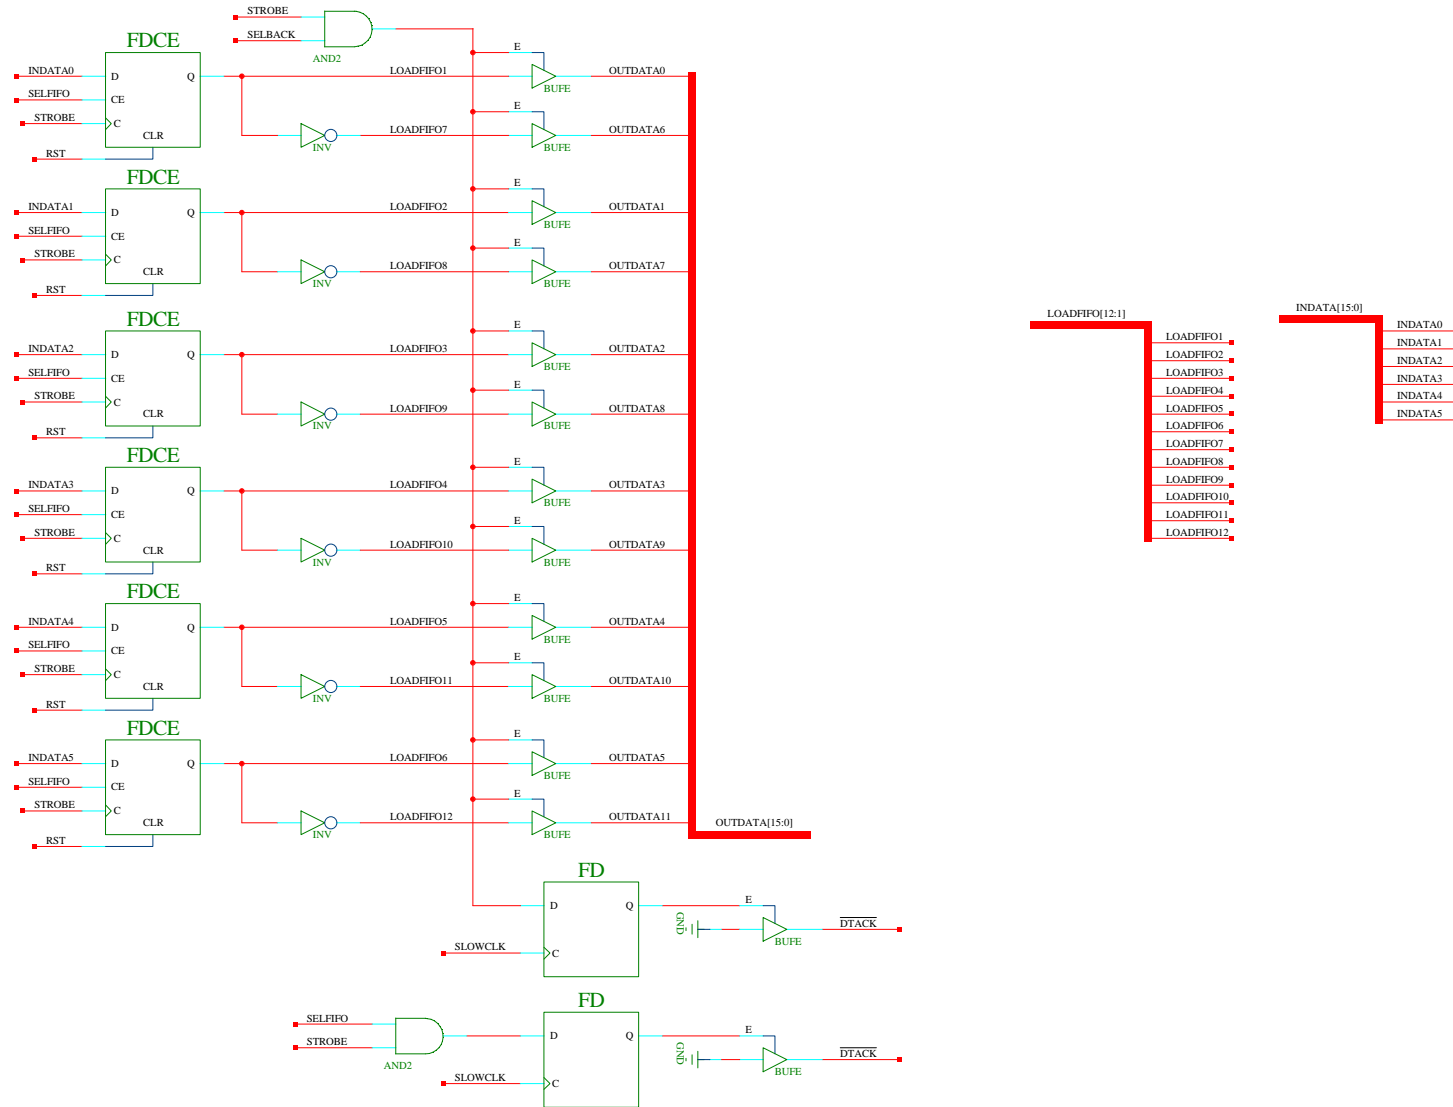 STROBE
SELBACK
AND2
FDCE
INDATA0 D Q LOADFIFO1 E BUFE OUTDATA0
SELFIFO CE
STROBE C
CLR
RST
INV LOADFIFO7 E BUFE OUTDATA6
FDCE
INDATA1 D Q LOADFIFO2 E BUFE OUTDATA1
SELFIFO CE
STROBE C
CLR
RST
INV LOADFIFO8 E BUFE OUTDATA7
FDCE
INDATA2 D Q LOADFIFO3 E BUFE OUTDATA2
SELFIFO CE
STROBE C
CLR
RST
INV LOADFIFO9 E BUFE OUTDATA8
FDCE
INDATA3 D Q LOADFIFO4 E BUFE OUTDATA3
SELFIFO CE
STROBE C
CLR
RST
INV LOADFIFO10 E BUFE OUTDATA9
FDCE
INDATA4 D Q LOADFIFO5 E BUFE OUTDATA4
SELFIFO CE
STROBE C
CLR
RST
INV LOADFIFO11 E BUFE OUTDATA10
FDCE
INDATA5 D Q LOADFIFO6 E BUFE OUTDATA5
SELFIFO CE
STROBE C
CLR
RST
INV LOADFIFO12 E BUFE OUTDATA11
OUTDATA[15:0]
FD
D Q E
GND BUFE DTACK
SLOWCLK C
FD
SELFIFO
STROBE
AND2
D Q E
GND BUFE DTACK
SLOWCLK C
LOADFIFO[12:1]
LOADFIFO1
LOADFIFO2
LOADFIFO3
LOADFIFO4
LOADFIFO5
LOADFIFO6
LOADFIFO7
LOADFIFO8
LOADFIFO9
LOADFIFO10
LOADFIFO11
LOADFIFO12
INDATA[15:0]
INDATA0
INDATA1
INDATA2
INDATA3
INDATA4
INDATA5